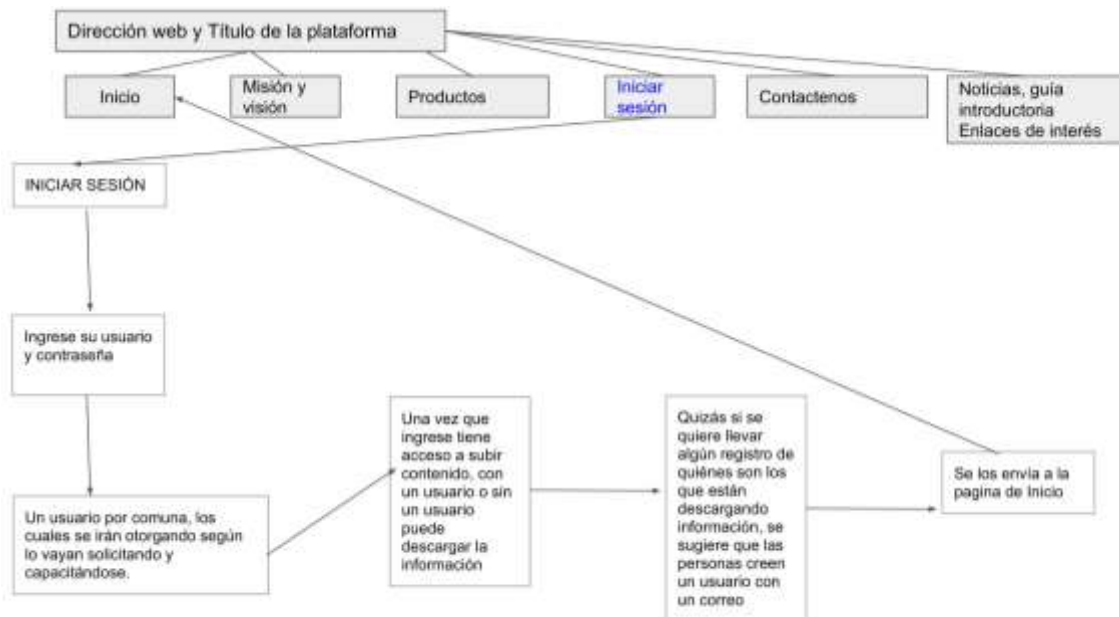 Dirección web y Título de la plataforma
Inicio
Misión y
visión
Productos
Iniciar
sesión
Contactenos
Noticias, guía
introductoria
Enlaces de interés
INICIAR SESIÓN
Ingrese su usuario
y contraseña
Un usuario por comuna, los
cuales se irán otorgando según
lo vayan solicitando y
capacitándose.
Una vez que
ingrese tiene
acceso a subir
contenido, con
un usuario o sin
un usuario
puede
descargar la
información
Quizás si se
quiere llevar
algún registro de
quiénes son los
que están
descargando
información, se
sugiere que las
personas creen
un usuario con
un correo
Se los envía a la
pagina de Inicio